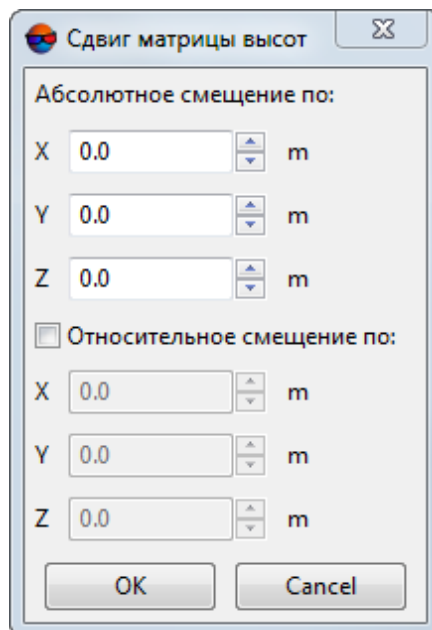 Сдвиг матрицы высот
Абсолютное смещение по:
X 0.0 m
Y 0.0 m
Z 0.0 m
Относительное смещение по:
X 0.0 m
Y 0.0 m
Z 0.0 m
OK Cancel